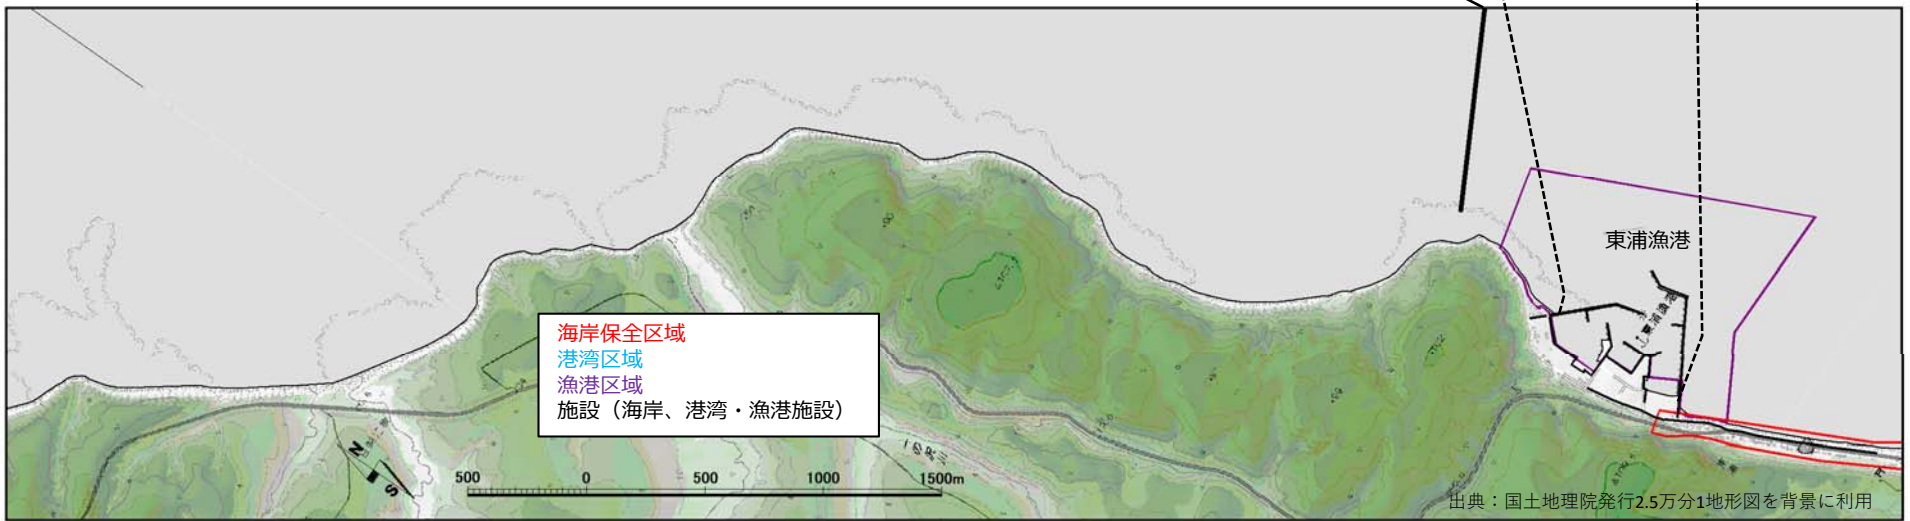 東浦漁港
海岸保全区域
港湾区域
漁港区域
施設(海岸、港湾・漁港施設)
N
S
500 0 500 1000 1500m
出典:国土地理院発行2.5万分1地形図を背景に利用